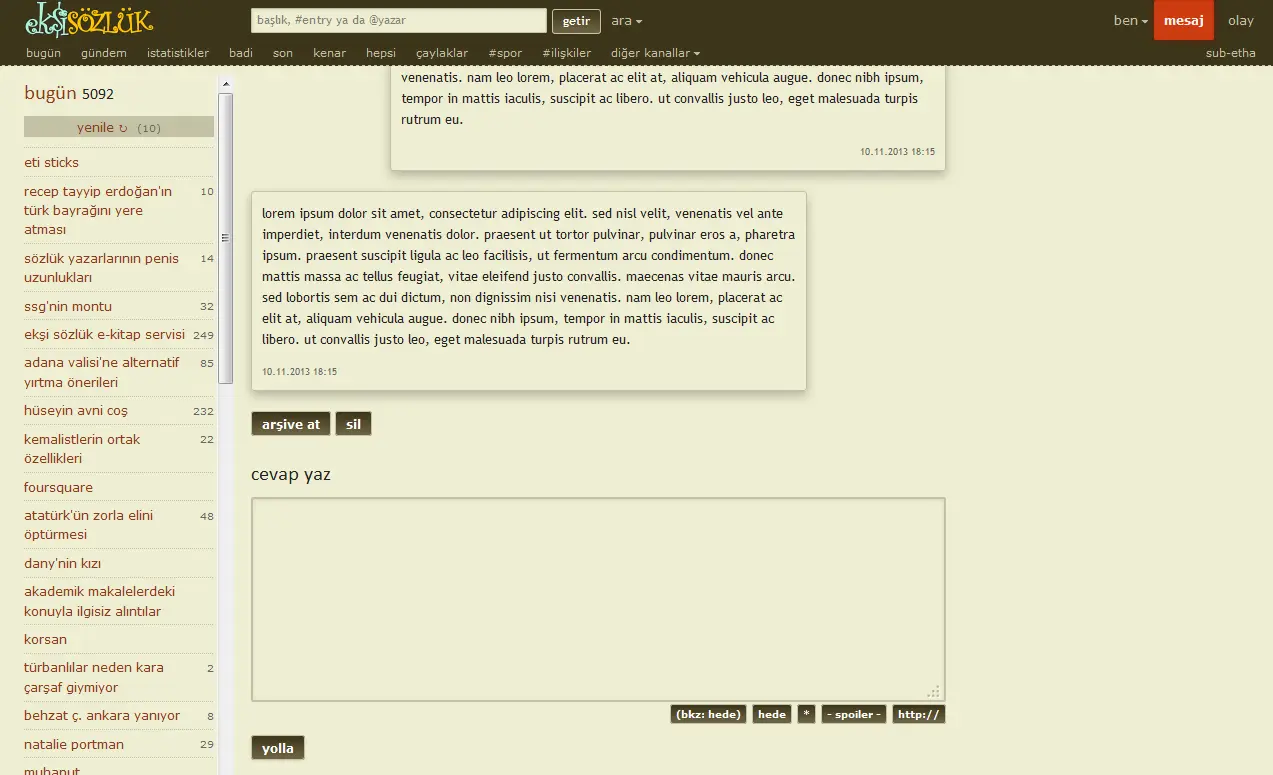 ekşisözlük
başlık, #entry ya da @yazar
getir
ara
ben
mesaj
olay
bugün gündem istatistikler badi son kenar hepsi çaylaklar #spor #ilişkiler diğer kanallar sub-etha
bugün 5092
yenile ↻ (10)
eti sticks
recep tayyip erdoğan'ın 10
türk bayrağını yere
atması
sözlük yazarlarının penis 14
uzunlukları
ssg'nin montu 32
ekşi sözlük e-kitap servisi 249
adana valisi'ne alternatif 85
yırtma önerileri
hüseyin avni coş 232
kemalistlerin ortak 22
özellikleri
foursquare
atatürk'ün zorla elini 48
öptürmesi
dany'nin kızı
akademik makalelerdeki
konuyla ilgisiz alıntılar
korsan
türbanlılar neden kara 2
çarşaf giymiyor
behzat ç. ankara yanıyor 8
natalie portman 29
muhanut
venenatis. nam leo lorem, placerat ac elit at, aliquam vehicula augue. donec nibh ipsum,
tempor in mattis iaculis, suscipit ac libero. ut convallis justo leo, eget malesuada turpis
rutrum eu.
10.11.2013 18:15
lorem ipsum dolor sit amet, consectetur adipiscing elit. sed nisl velit, venenatis vel ante
imperdiet, interdum venenatis dolor. praesent ut tortor pulvinar, pulvinar eros a, pharetra
ipsum. praesent suscipit ligula ac leo facilisis, ut fermentum arcu condimentum. donec
mattis massa ac tellus feugiat, vitae eleifend justo convallis. maecenas vitae mauris arcu.
sed lobortis sem ac dui dictum, non dignissim nisi venenatis. nam leo lorem, placerat ac
elit at, aliquam vehicula augue. donec nibh ipsum, tempor in mattis iaculis, suscipit ac
libero. ut convallis justo leo, eget malesuada turpis rutrum eu.
10.11.2013 18:15
arşive at sil
cevap yaz
(bkz: hede) hede * - spoiler - http://
yolla